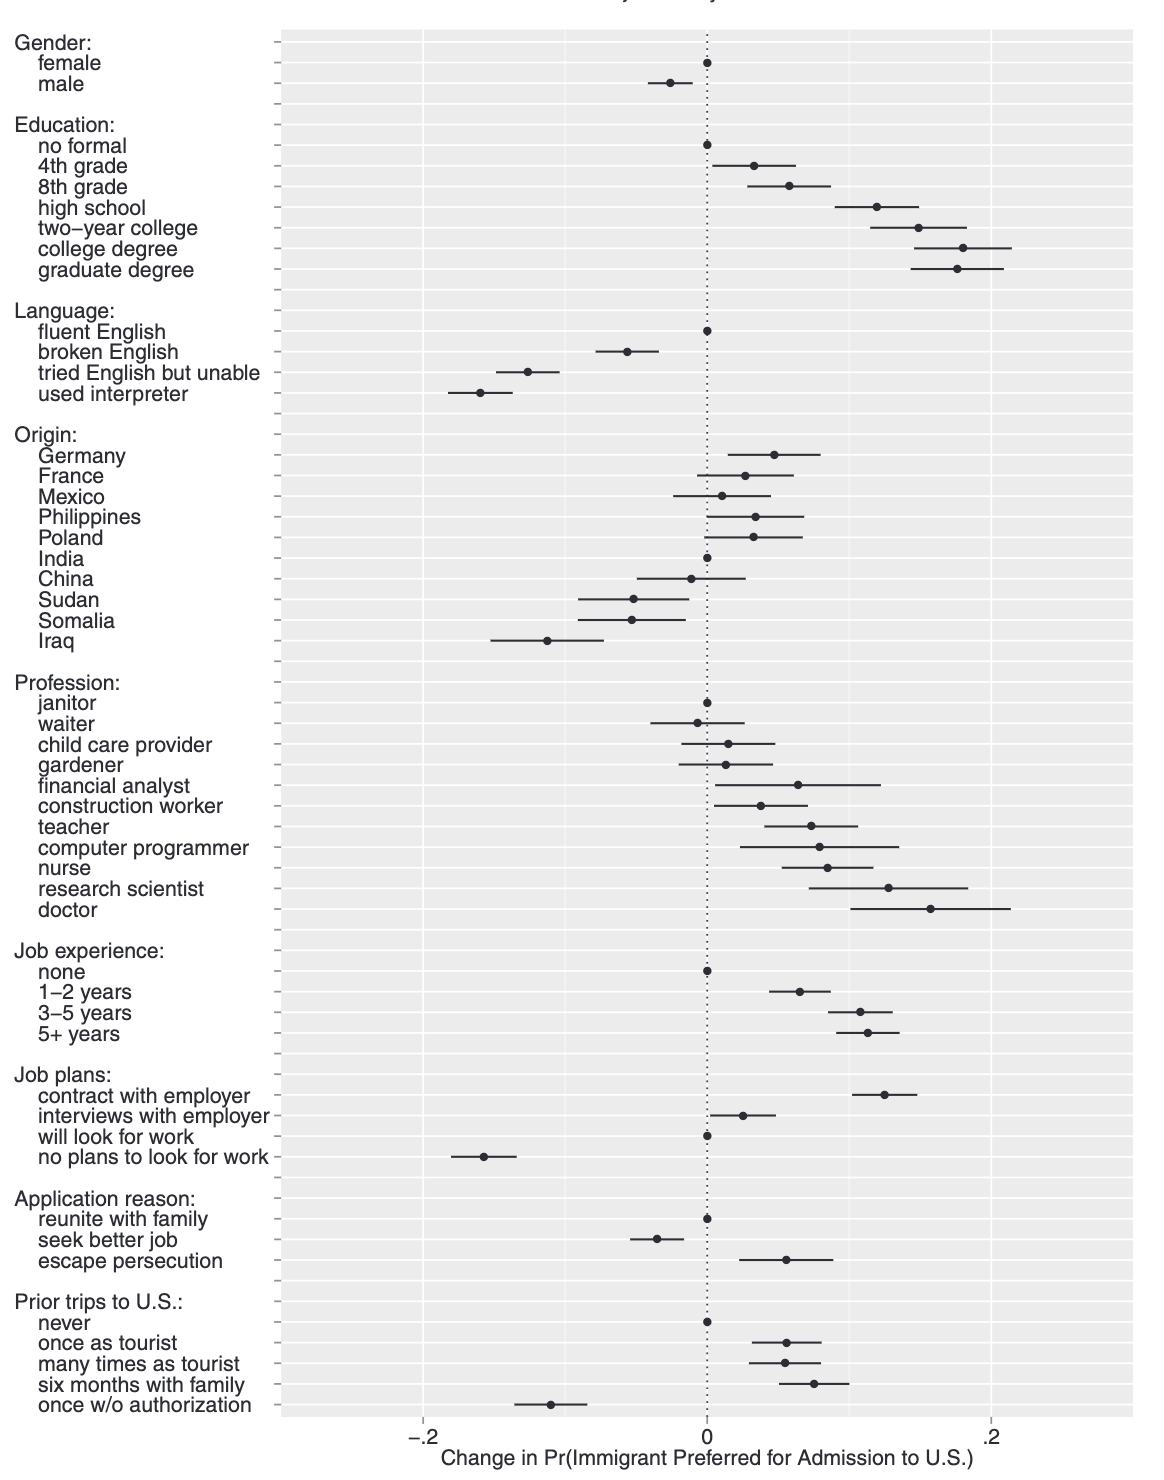 Gender:
female
male
Education:
no formal
4th grade
8th grade
high school
two−year college
college degree
graduate degree
Language:
fluent English
broken English
tried English but unable
used interpreter
Origin:
Germany
France
Mexico
Philippines
Poland
India
China
Sudan
Somalia
Iraq
Profession:
janitor
waiter
child care provider
gardener
financial analyst
construction worker
teacher
computer programmer
nurse
research scientist
doctor
Job experience:
none
1−2 years
3−5 years
5+ years
Job plans:
contract with employer
interviews with employer
will look for work
no plans to look for work
Application reason:
reunite with family
seek better job
escape persecution
Prior trips to U.S.:
never
once as tourist
many times as tourist
six months with family
once w/o authorization
−.2 0 .2
Change in Pr(Immigrant Preferred for Admission to U.S.)